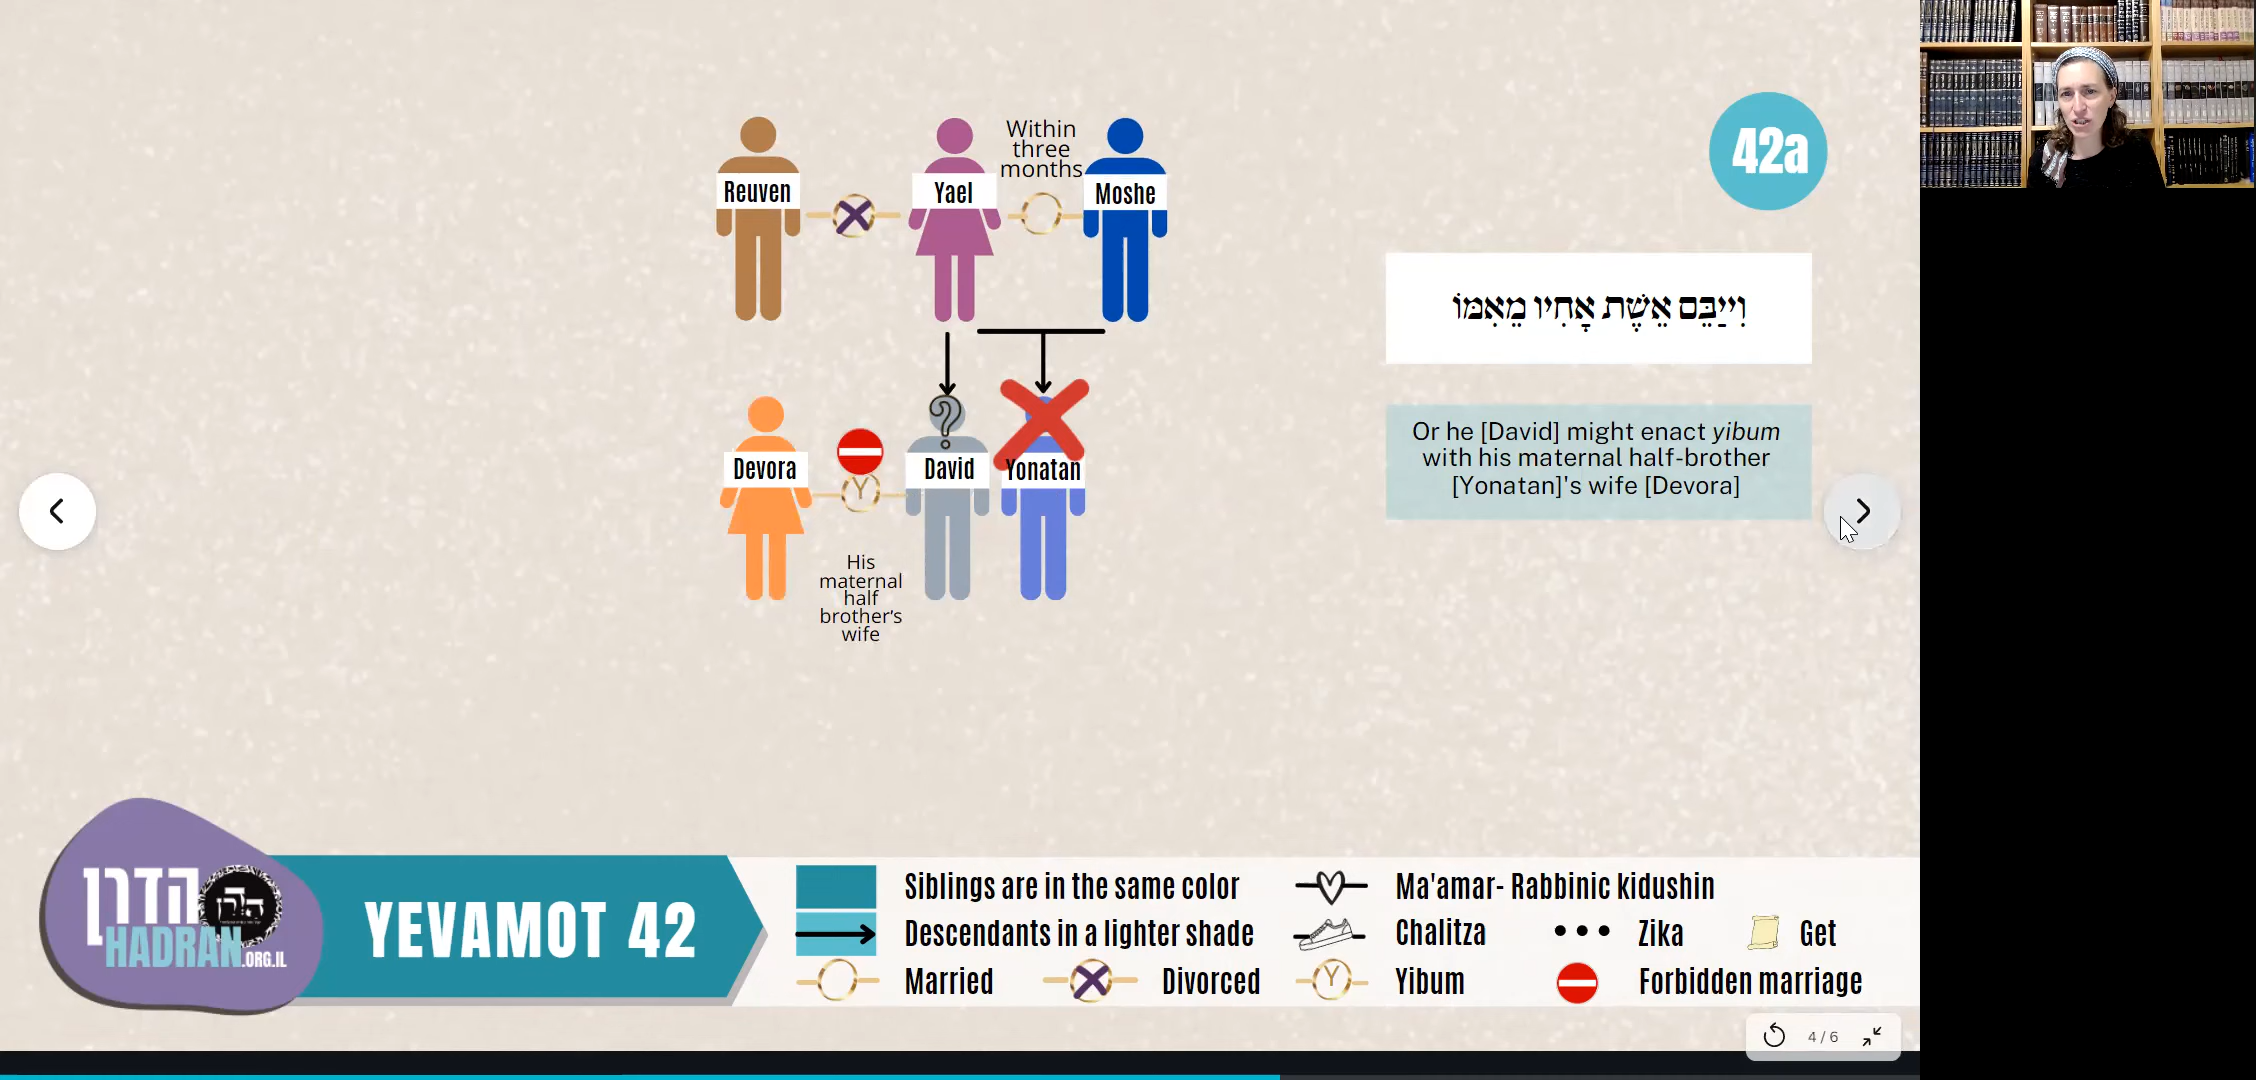 Within
three
months
Reuven
Yael
Moshe
42a
וִייַבֵּם אֵשֶׁת אָחִיו מֵאִמּוֹ
Or he [David] might enact yibum
with his maternal half-brother
[Yonatan]'s wife [Devora]
?
Devora
David
Yonatan
Y
His
maternal
half
brother's
wife
הדרן
HADRAN.ORG.IL
YEVAMOT 42
Siblings are in the same color
Ma'amar- Rabbinic kidushin
Descendants in a lighter shade
Chalitza
Zika
Get
Married
Divorced
Y
Yibum
Forbidden marriage
4 / 6